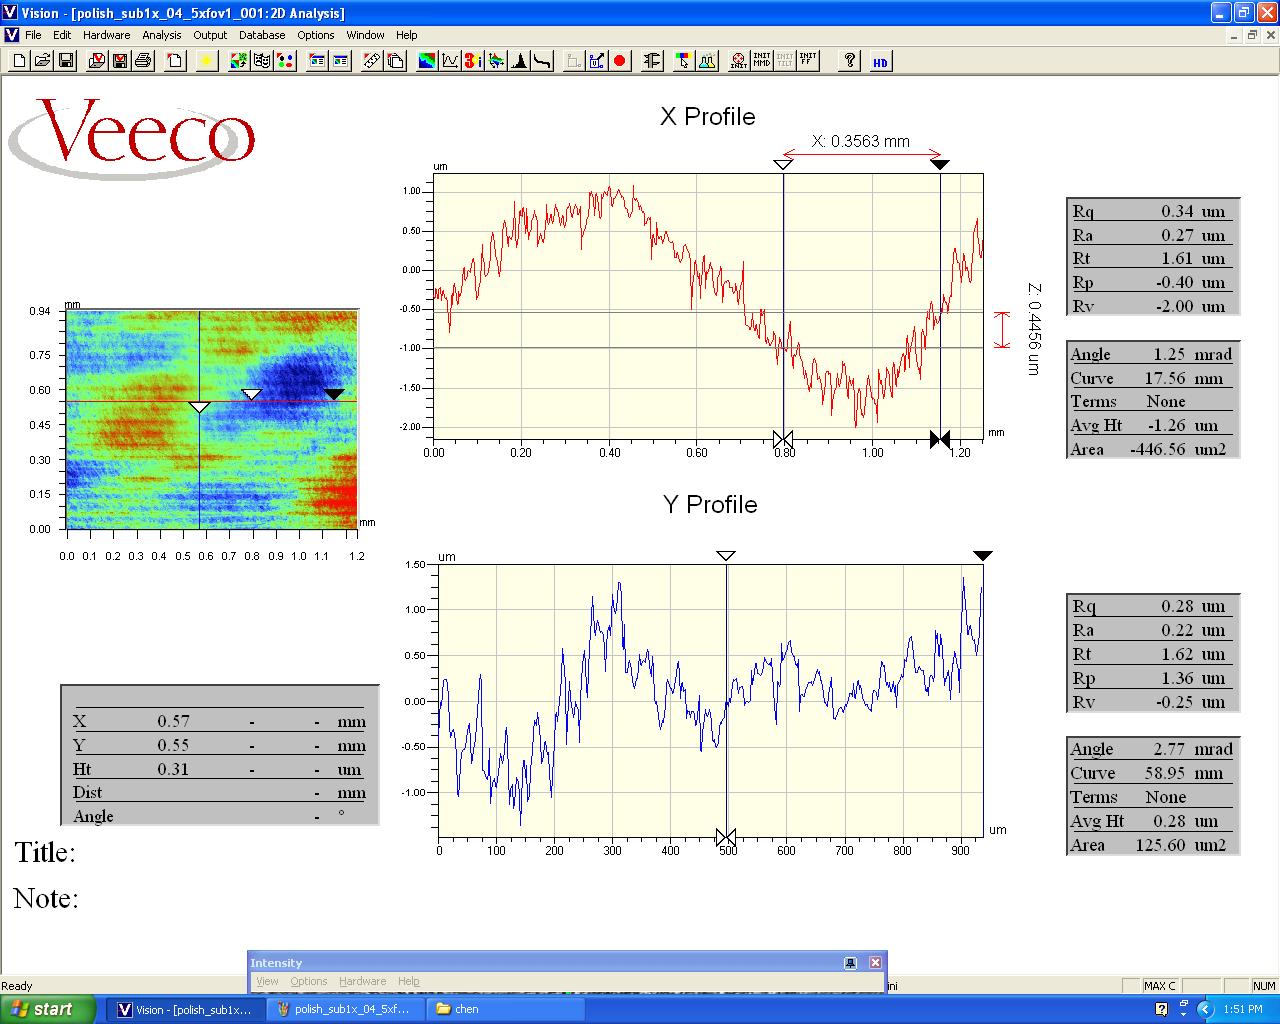 Vision - [polish_sub1x_04_5xfov1_001:2D Analysis]
File Edit Hardware Analysis Output Database Options Window Help
INIT INIT MMD INIT TILT INIT FF ? HD
Veeco
X Profile
X: 0.3563 mm
um
1.00
0.50
0.00
-0.50
-1.00
-1.50
-2.00
mm
0.00 0.20 0.40 0.60 0.80 1.00 1.20
Z: 0.4456 um
Rq 0.34 um
Ra 0.27 um
Rt 1.61 um
Rp -0.40 um
Rv -2.00 um
Angle 1.25 mrad
Curve 17.56 mm
Terms None
Avg Ht -1.26 um
Area -446.56 um2
mm
0.94
0.75
0.60
0.45
0.30
0.15
0.00
mm
0.0 0.1 0.2 0.3 0.4 0.5 0.6 0.7 0.8 0.9 1.0 1.1 1.2
Y Profile
um
1.50
1.00
0.50
0.00
-0.50
-1.00
um
0 100 200 300 400 500 600 700 800 900
Rq 0.28 um
Ra 0.22 um
Rt 1.62 um
Rp 1.36 um
Rv -0.25 um
Angle 2.77 mrad
Curve 58.95 mm
Terms None
Avg Ht 0.28 um
Area 125.60 um2
X 0.57 - - mm
Y 0.55 - - mm
Ht 0.31 - - um
Dist - mm
Angle - °
Title:
Note:
Intensity
View Options Hardware Help
Ready
MAX C NUM
start Vision - [polish_sub1x... polish_sub1x_04_5xf... chen 1:51 PM